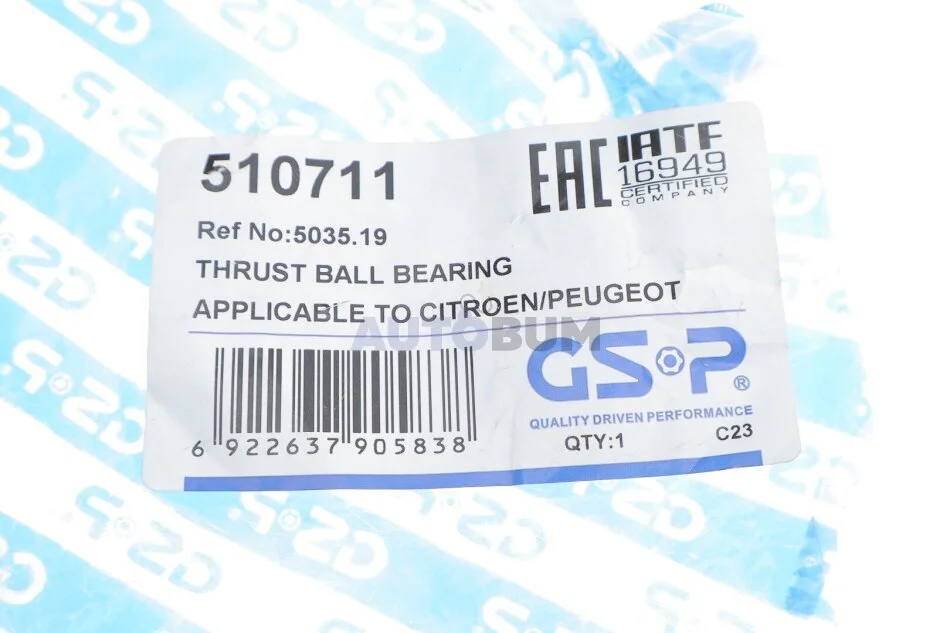 510711
EAC
IATF
16949
CERTIFIED
COMPANY
Ref No:5035.19
THRUST BALL BEARING
APPLICABLE TO CITROEN/PEUGEOT
AUTOBUM
GSP®
QUALITY DRIVEN PERFORMANCE
6 922637 905838
QTY:1
C23